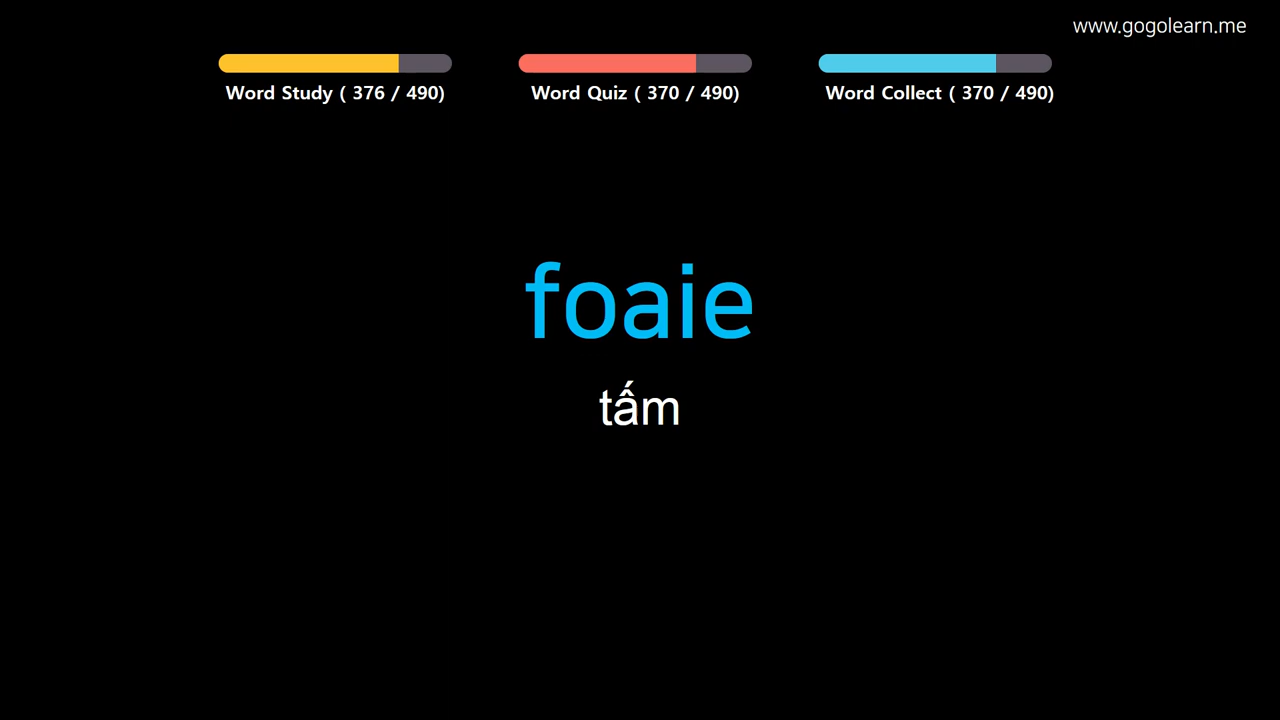 www.gogolearn.me
Word Study ( 376 / 490)
Word Quiz ( 370 / 490)
Word Collect ( 370 / 490)
foaie
tấm